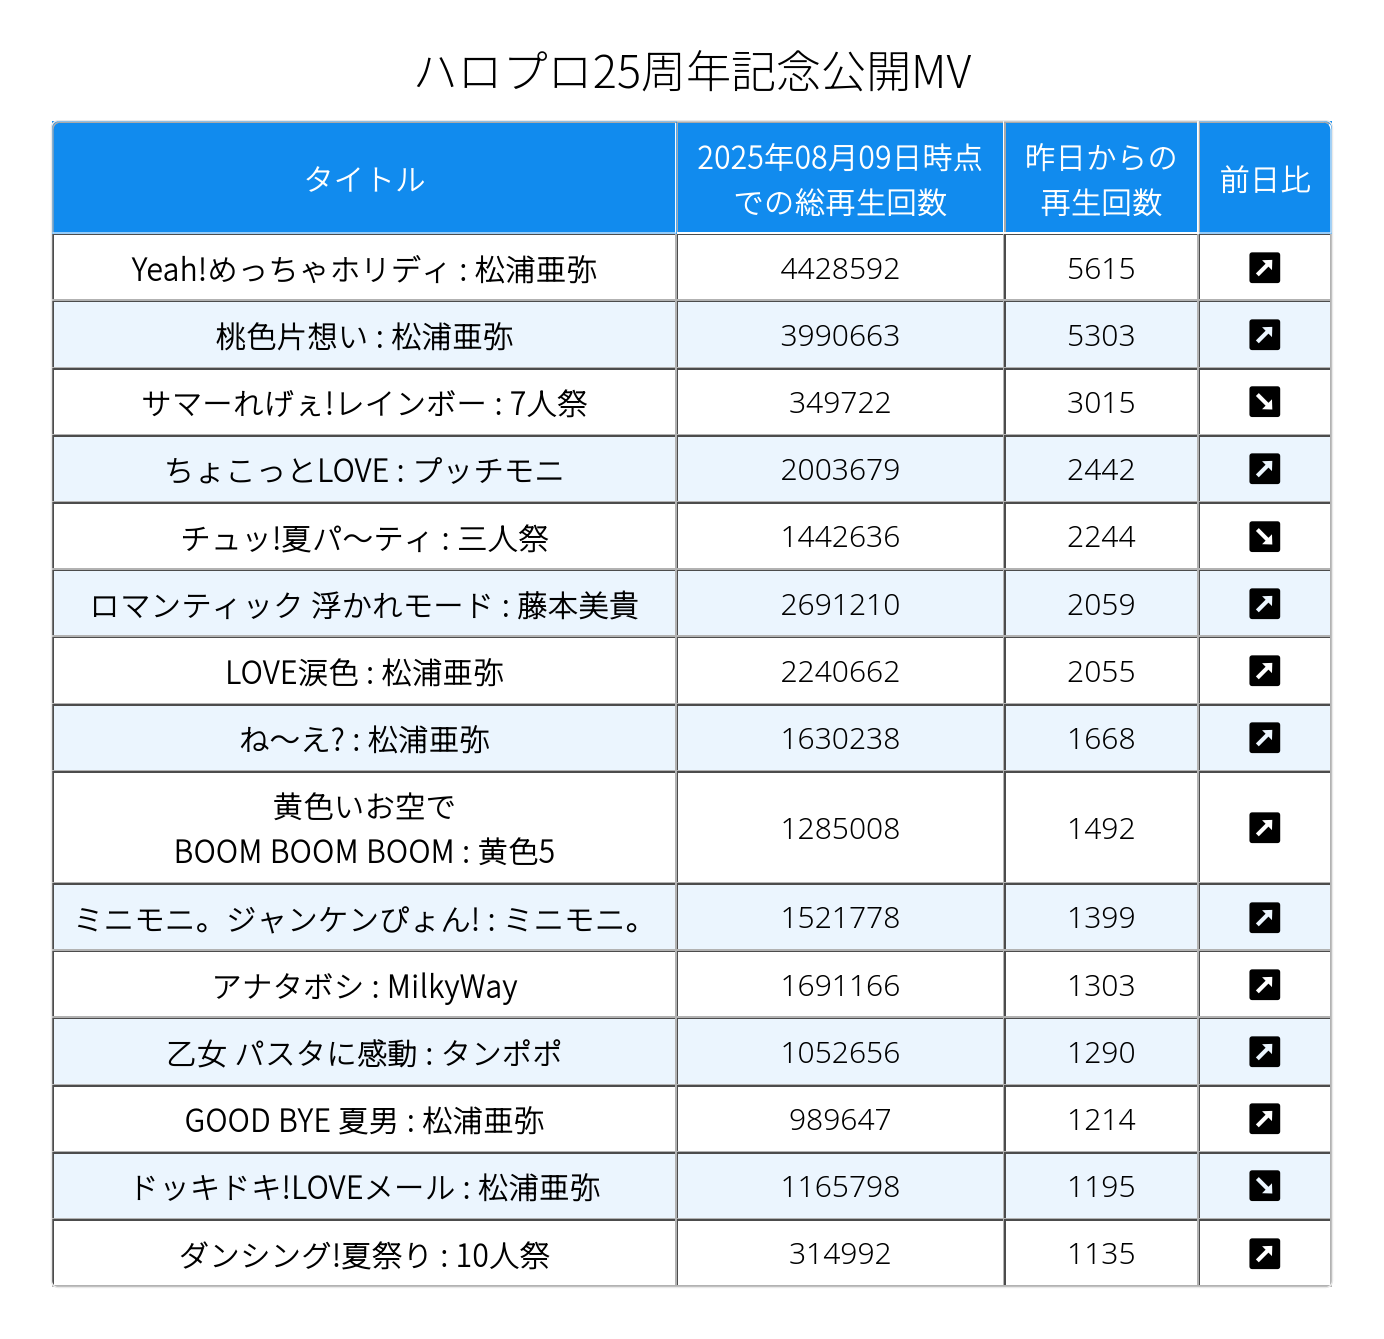 ハロプロ25周年記念公開MV
タイトル
2025年08月09日時点
での総再生回数
昨日からの
再生回数
前日比
Yeah!めっちゃホリディ : 松浦亜弥 4428592 5615
桃色片想い : 松浦亜弥 3990663 5303
サマーれげぇ!レインボー : 7人祭 349722 3015
ちょこっとLOVE : プッチモニ 2003679 2442
チュッ!夏パ〜ティ : 三人祭 1442636 2244
ロマンティック 浮かれモード : 藤本美貴 2691210 2059
LOVE涙色 : 松浦亜弥 2240662 2055
ね〜え? : 松浦亜弥 1630238 1668
黄色いお空で
BOOM BOOM BOOM : 黄色5 1285008 1492
ミニモニ。ジャンケンぴょん! : ミニモニ。 1521778 1399
アナタボシ : MilkyWay 1691166 1303
乙女 パスタに感動 : タンポポ 1052656 1290
GOOD BYE 夏男 : 松浦亜弥 989647 1214
ドッキドキ!LOVEメール : 松浦亜弥 1165798 1195
ダンシング!夏祭り : 10人祭 314992 1135